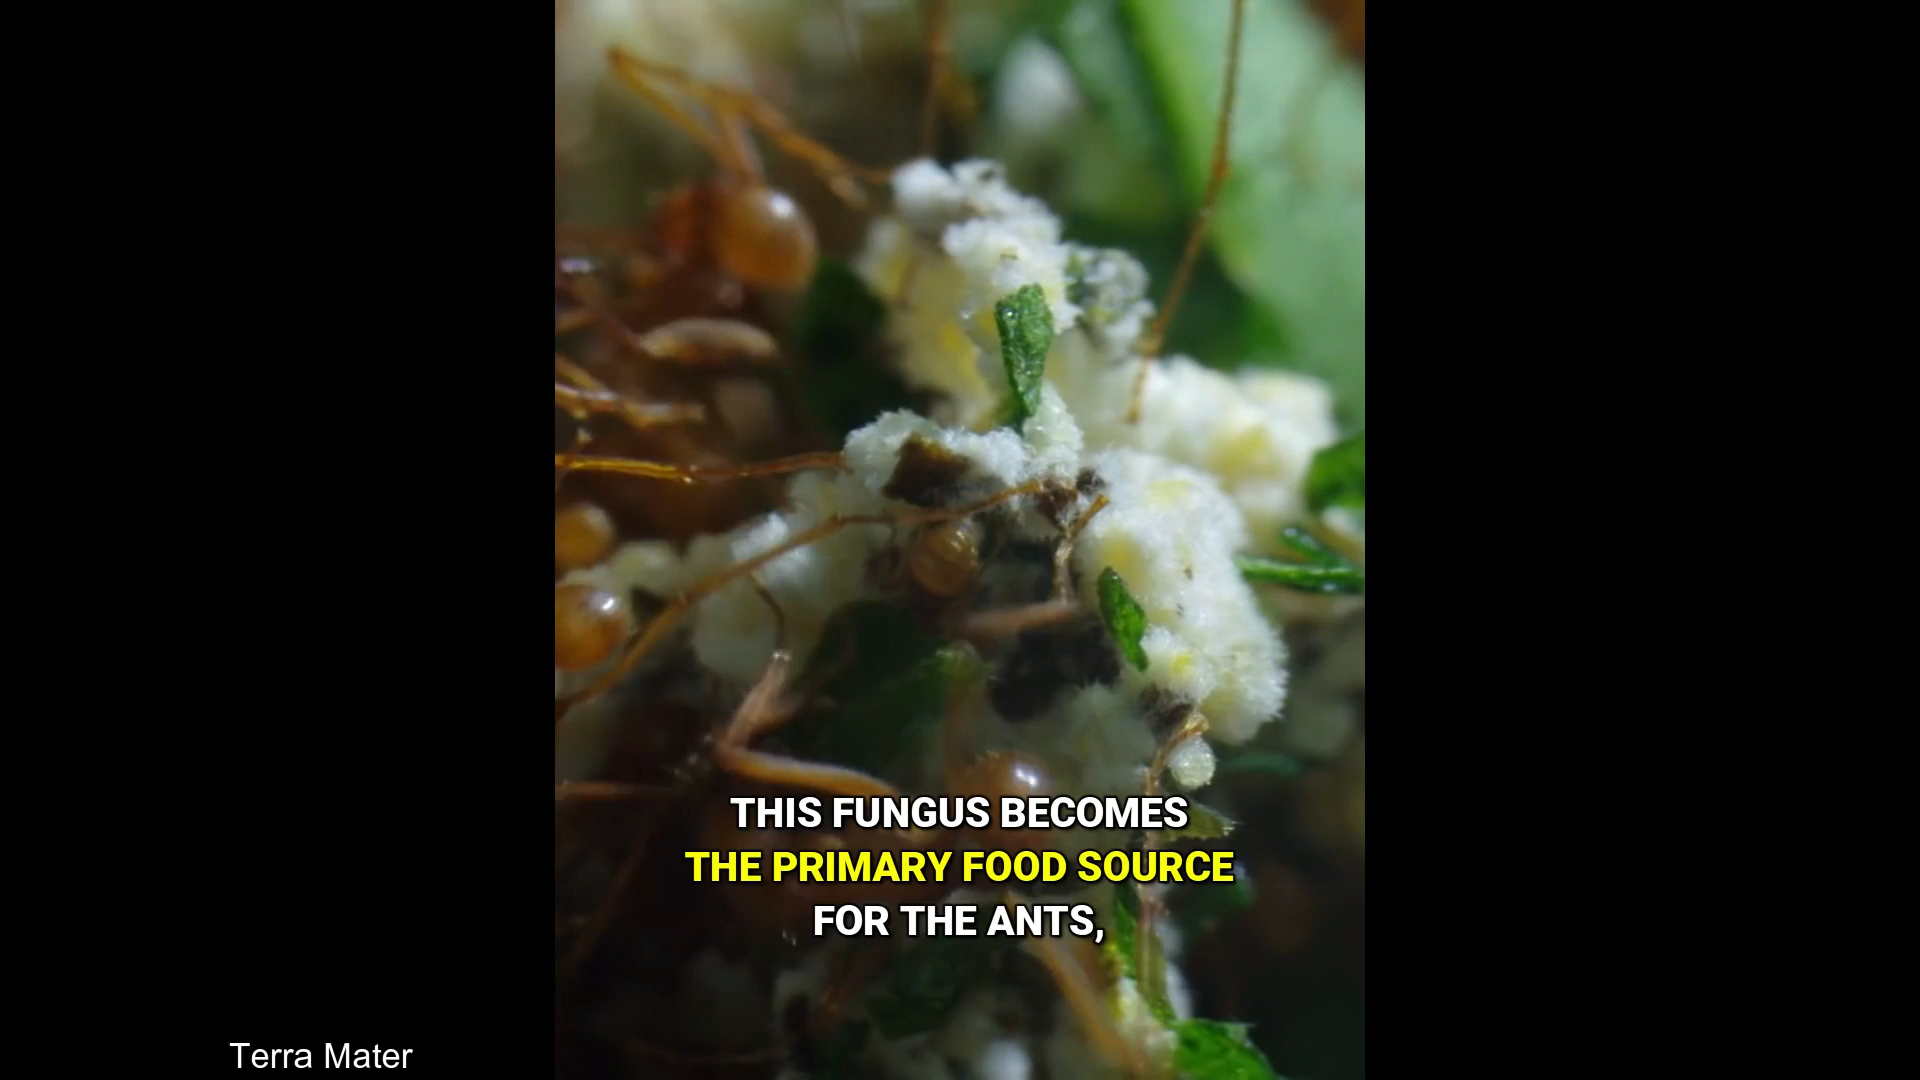 THIS FUNGUS BECOMES
THE PRIMARY FOOD SOURCE
FOR THE ANTS,
Terra Mater